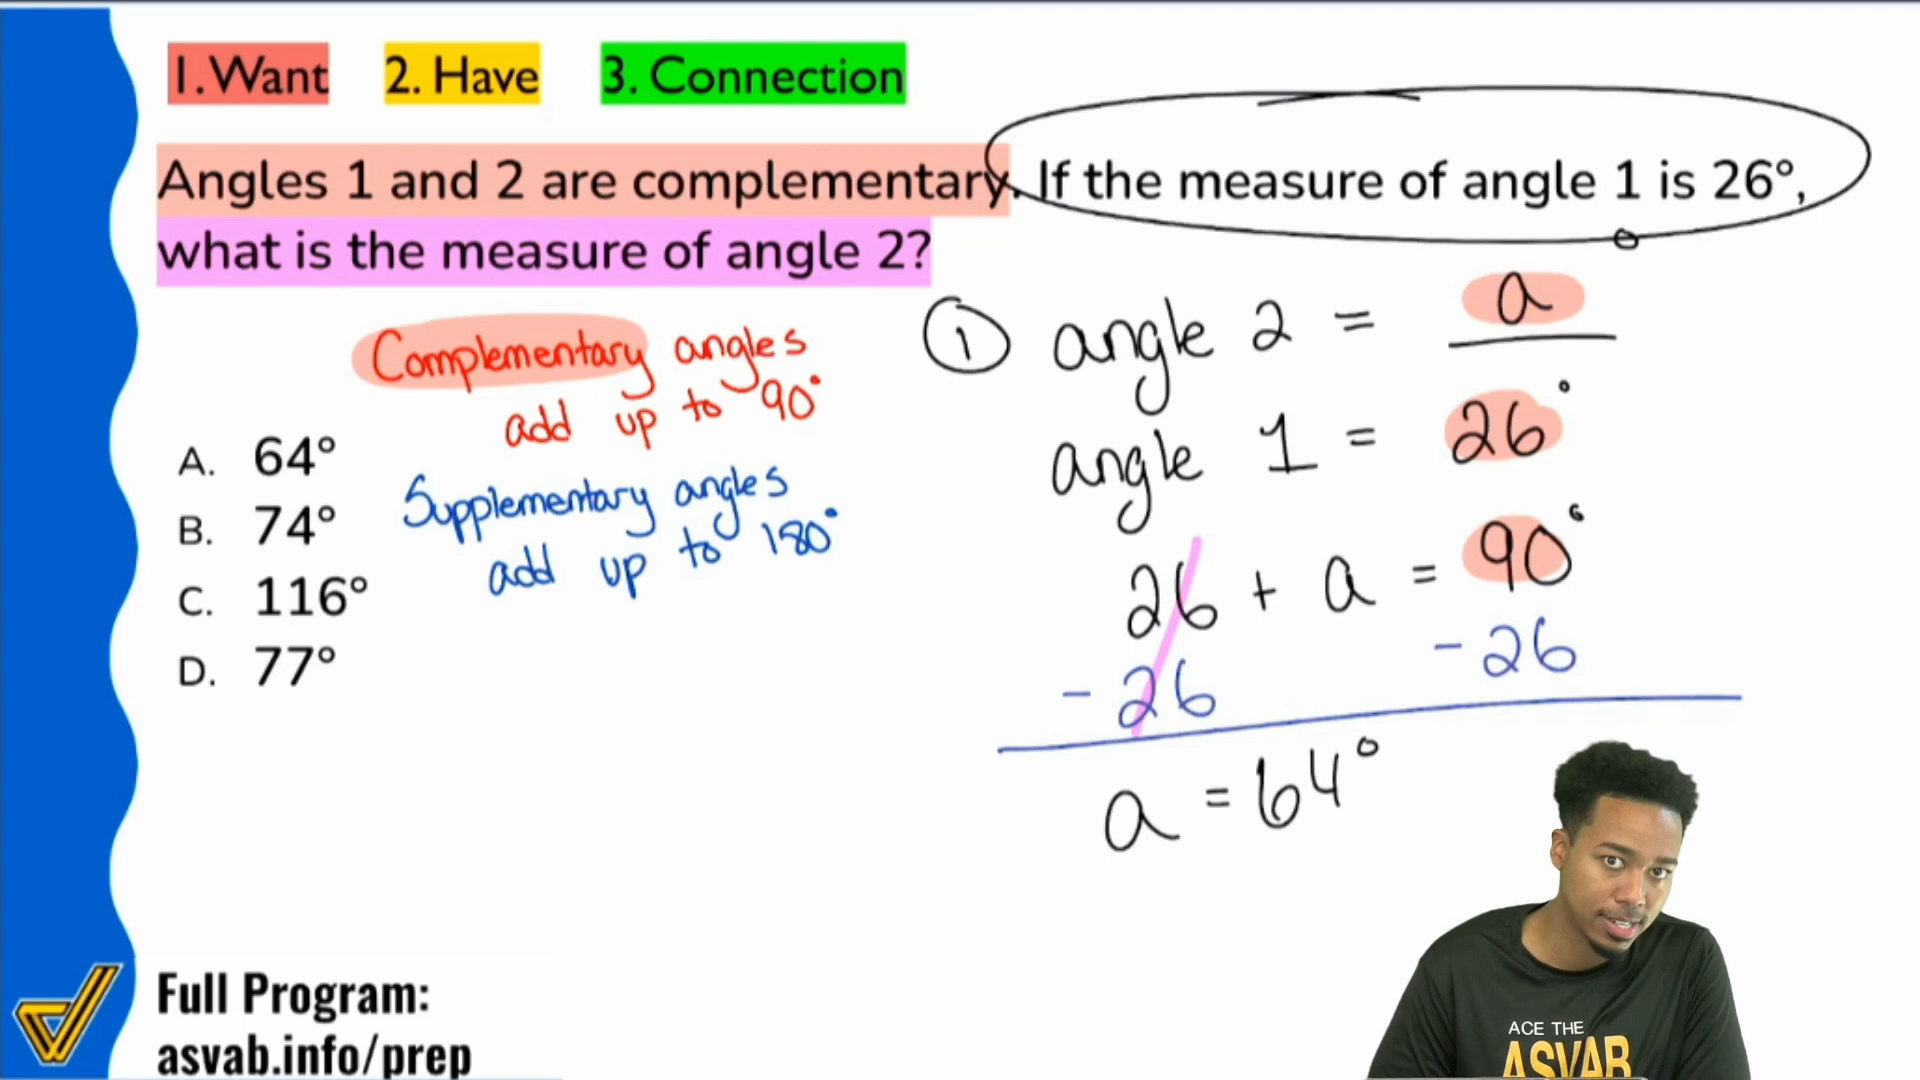 1. Want 2. Have 3. Connection
Angles 1 and 2 are complementary. If the measure of angle 1 is 26°,
what is the measure of angle 2?
Complementary angles
add up to 90°
Supplementary angles
add up to 180°
A. 64°
B. 74°
C. 116°
D. 77°
1 angle 2 = a
angle 1 = 26°
26 + a = 90°
- 26 - 26
a = 64°
Full Program:
asvab.info/prep
ACE THE
ASVAB